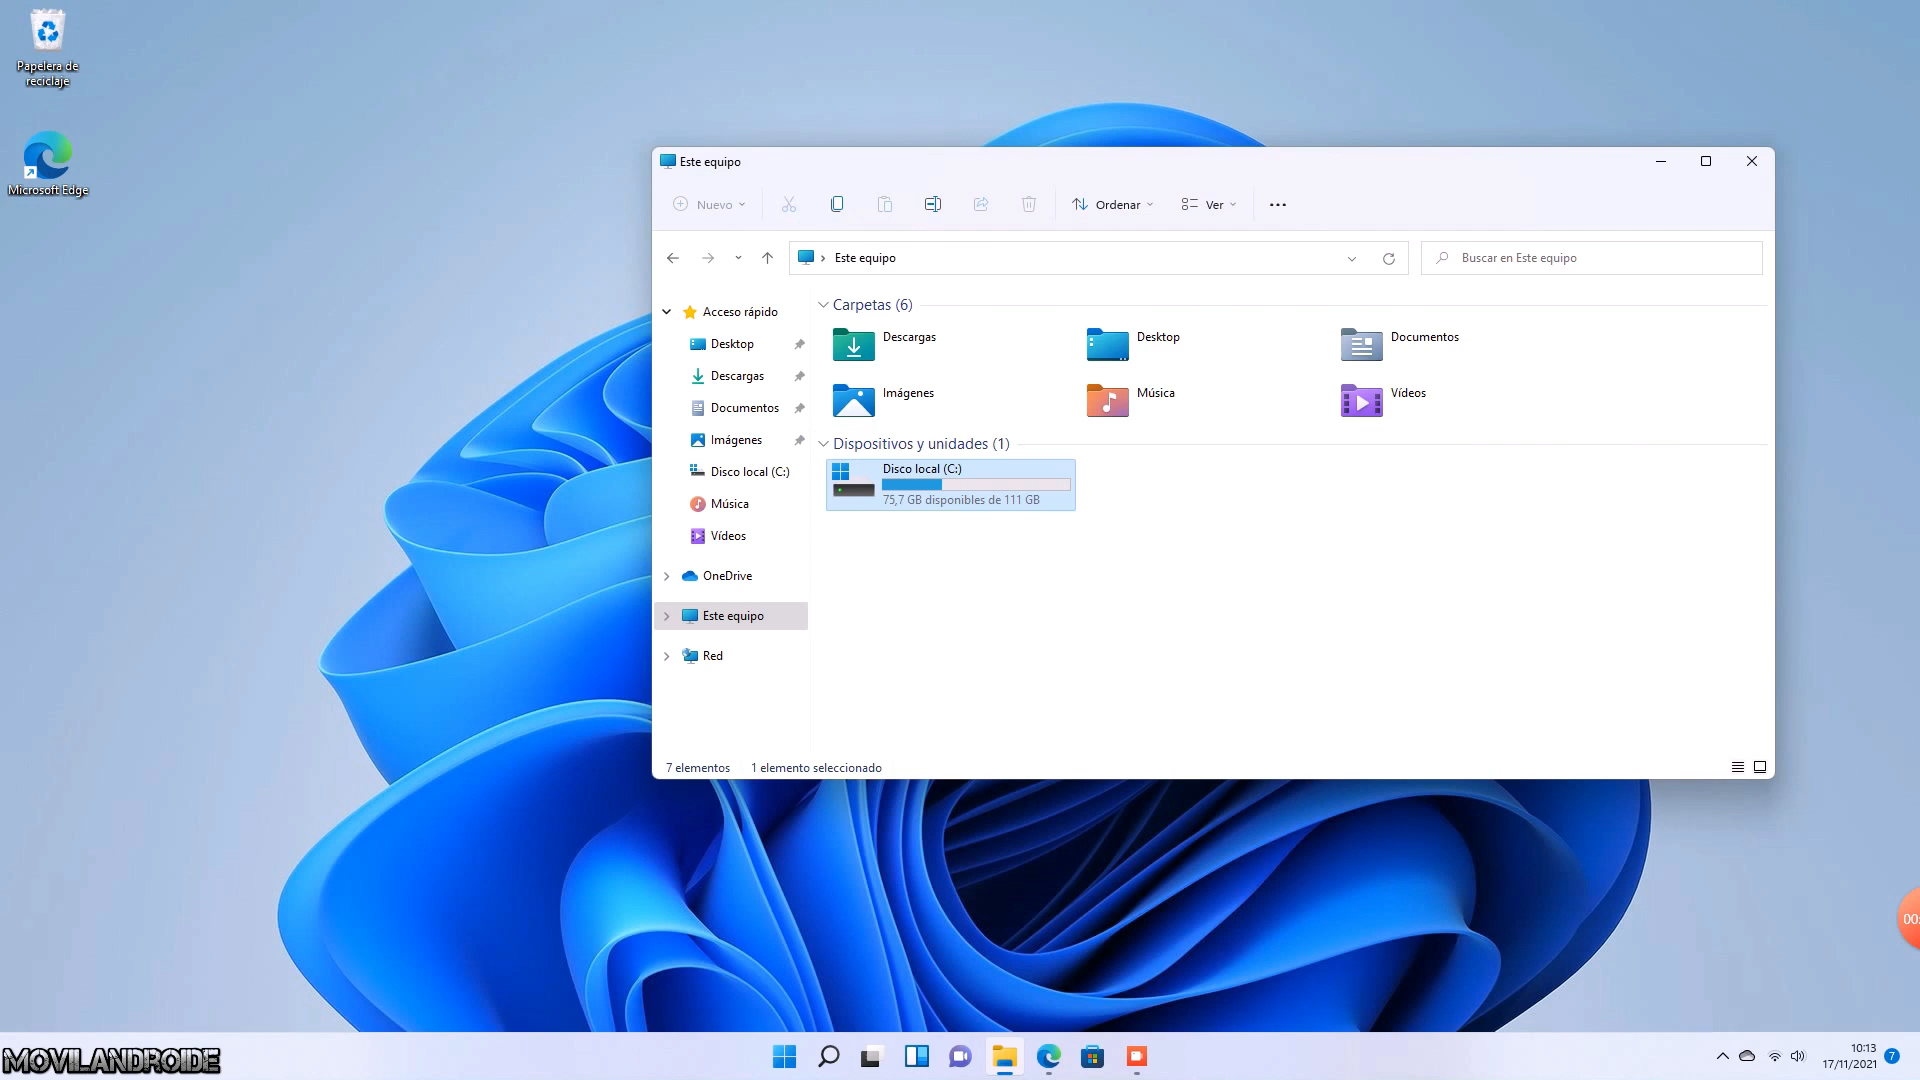 Papelera de
reciclaje
Microsoft Edge
Este equipo
Nuevo
Ordenar
Ver
Este equipo
Buscar en Este equipo
Acceso rápido
Desktop
Descargas
Documentos
Imágenes
Disco local (C:)
Música
Vídeos
OneDrive
Este equipo
Red
Carpetas (6)
Descargas
Desktop
Documentos
Imágenes
Música
Vídeos
Dispositivos y unidades (1)
Disco local (C:)
75,7 GB disponibles de 111 GB
7 elementos
1 elemento seleccionado
00:
MOVILANDROIDE
10:13
17/11/2021
7